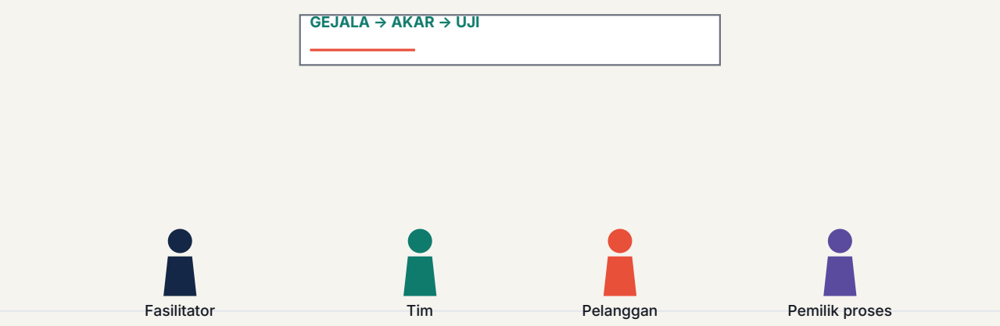 GEJALA → AKAR → UJI
Fasilitator
Tim
Pelanggan
Pemilik proses